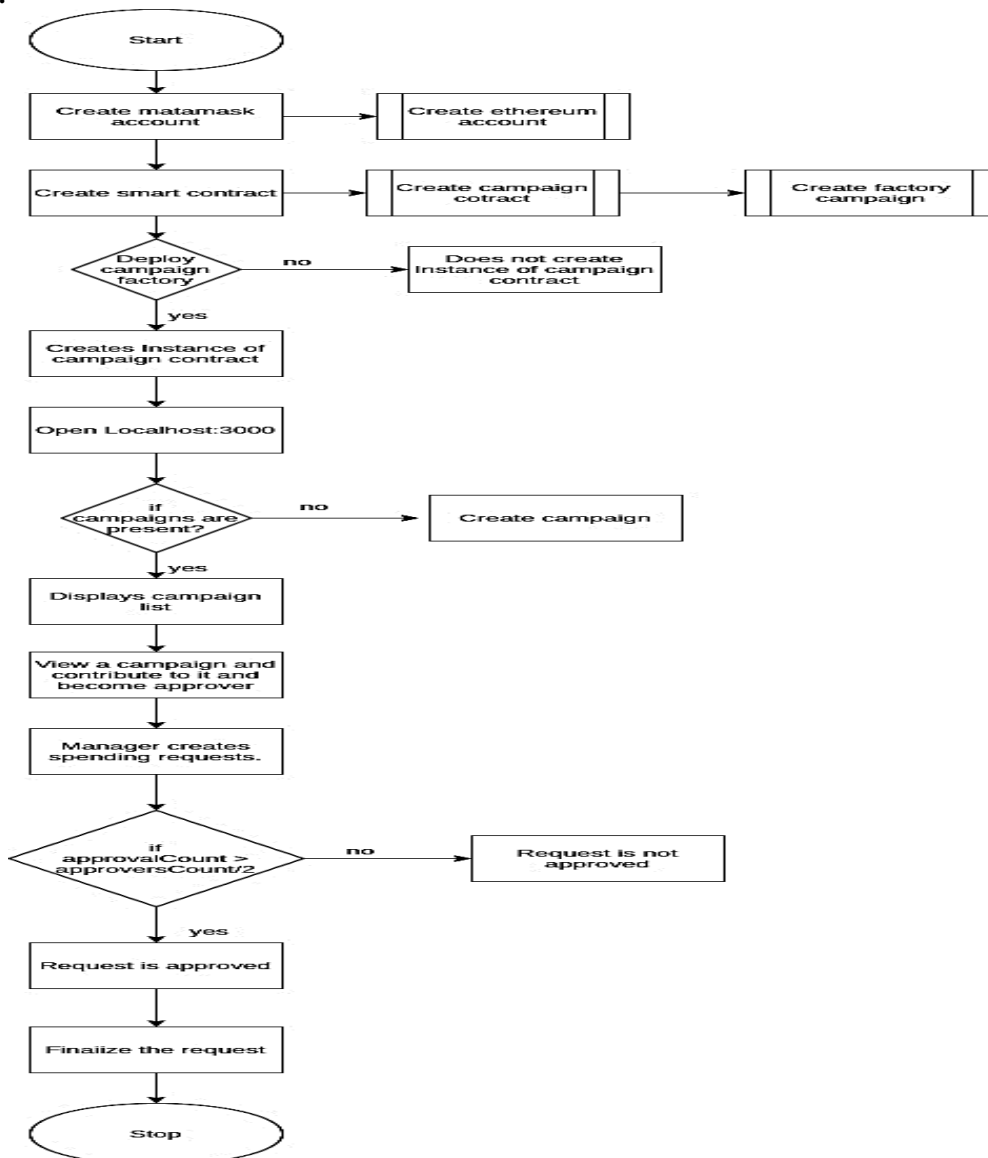 Start
Create matamask
account
Create ethereum
account
Create smart contract
Create campaign
cotract
Create factory
campaign
Deploy
campaign
factory
no
Does not create
Instance of campaign
contract
yes
Creates Instance of
campaign contract
Open Localhost:3000
if
campaigns are
present?
no
Create campaign
yes
Displays campaign
list
View a campaign and
contribute to it and
become approver
Manager creates
spending requests.
if
approvalCount >
approversCount/2
no
Request is not
approved
yes
Request is approved
Finaiize the request
Stop